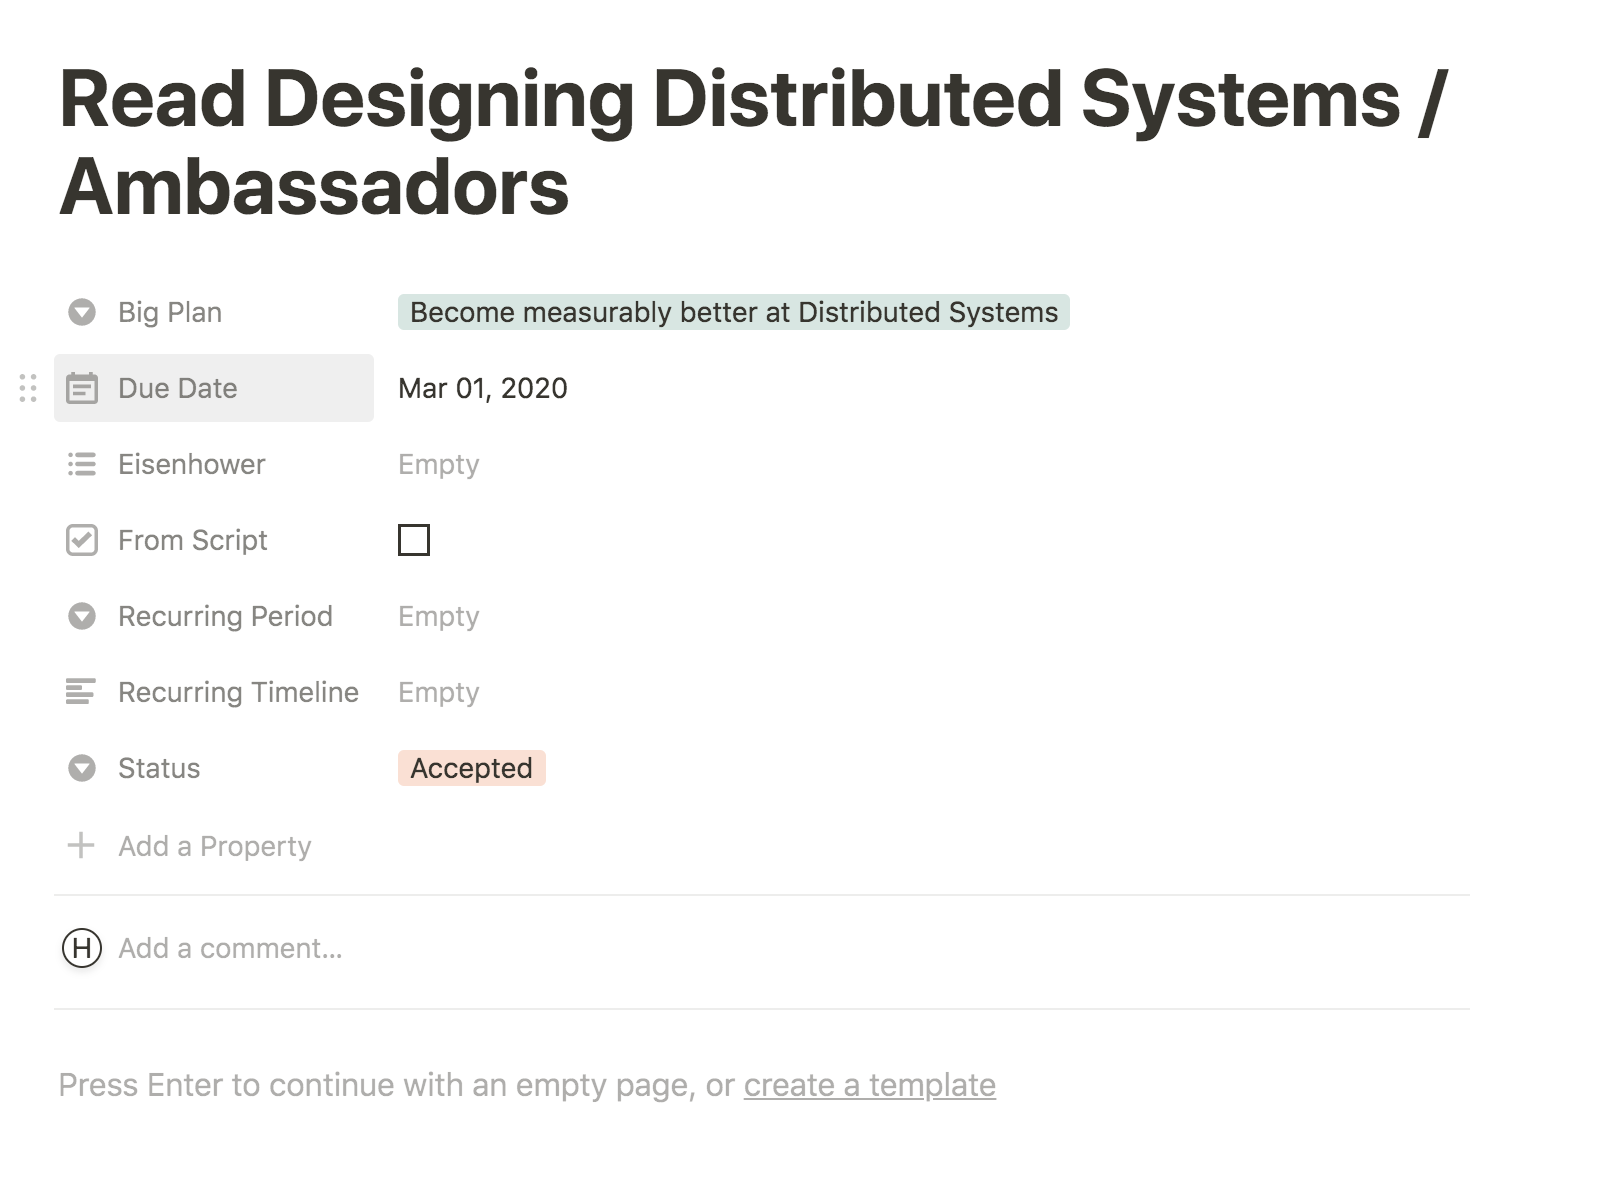 Read Designing Distributed Systems /
Ambassadors
Big Plan Become measurably better at Distributed Systems
Due Date Mar 01, 2020
Eisenhower Empty
From Script
Recurring Period Empty
Recurring Timeline Empty
Status Accepted
Add a Property
H Add a comment...
Press Enter to continue with an empty page, or create a template